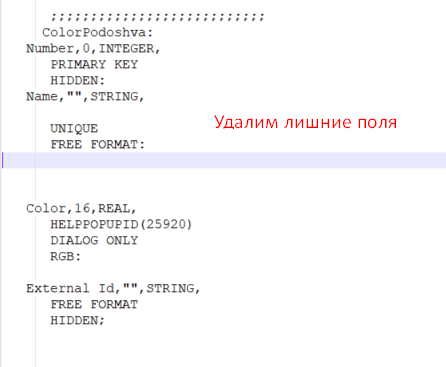 ;;;;;;;;;;;;;;;;;;;;;;;;;;;
ColorPodoshva:
Number,0,INTEGER,
PRIMARY KEY
HIDDEN:
Name,"",STRING,
UNIQUE
Удалим лишние поля
FREE FORMAT:
Color,16,REAL,
HELPPOPUPID(25920)
DIALOG ONLY
RGB:
External Id,"",STRING,
FREE FORMAT
HIDDEN;